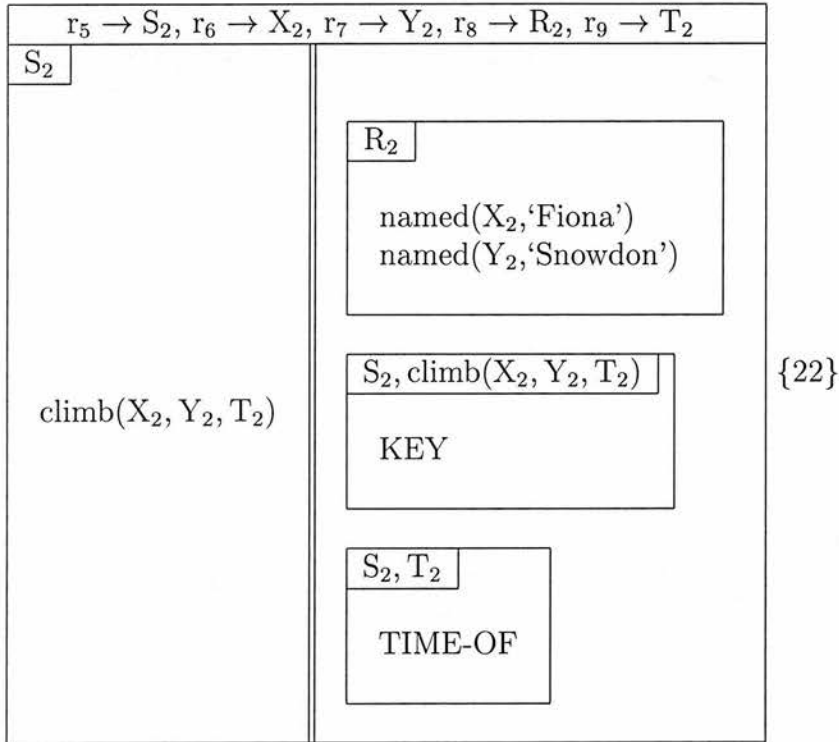 r₅ → S₂, r₆ → X₂, r₇ → Y₂, r₈ → R₂, r₉ → T₂
S₂
R₂
named(X₂,‘Fiona’)
named(Y₂,‘Snowdon’)
S₂, climb(X₂, Y₂, T₂)
{22}
climb(X₂, Y₂, T₂)
KEY
S₂, T₂
TIME-OF